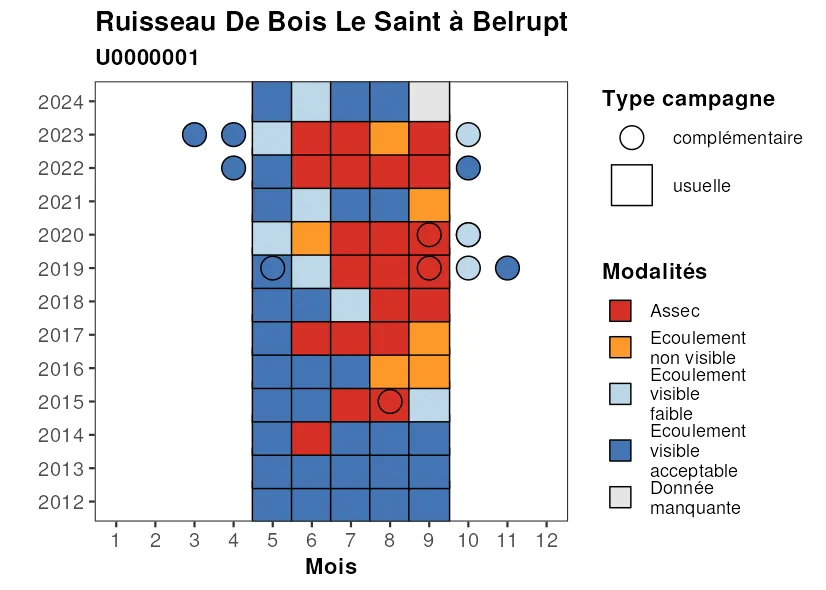 Ruisseau De Bois Le Saint à Belrupt
U0000001
2024
2023
2022
2021
2020
2019
2018
2017
2016
2015
2014
2013
2012
1 2 3 4 5 6 7 8 9 10 11 12
Mois
Type campagne
complémentaire
usuelle
Modalités
Assec
Ecoulement
non visible
Ecoulement
visible
faible
Ecoulement
visible
acceptable
Donnée
manquante